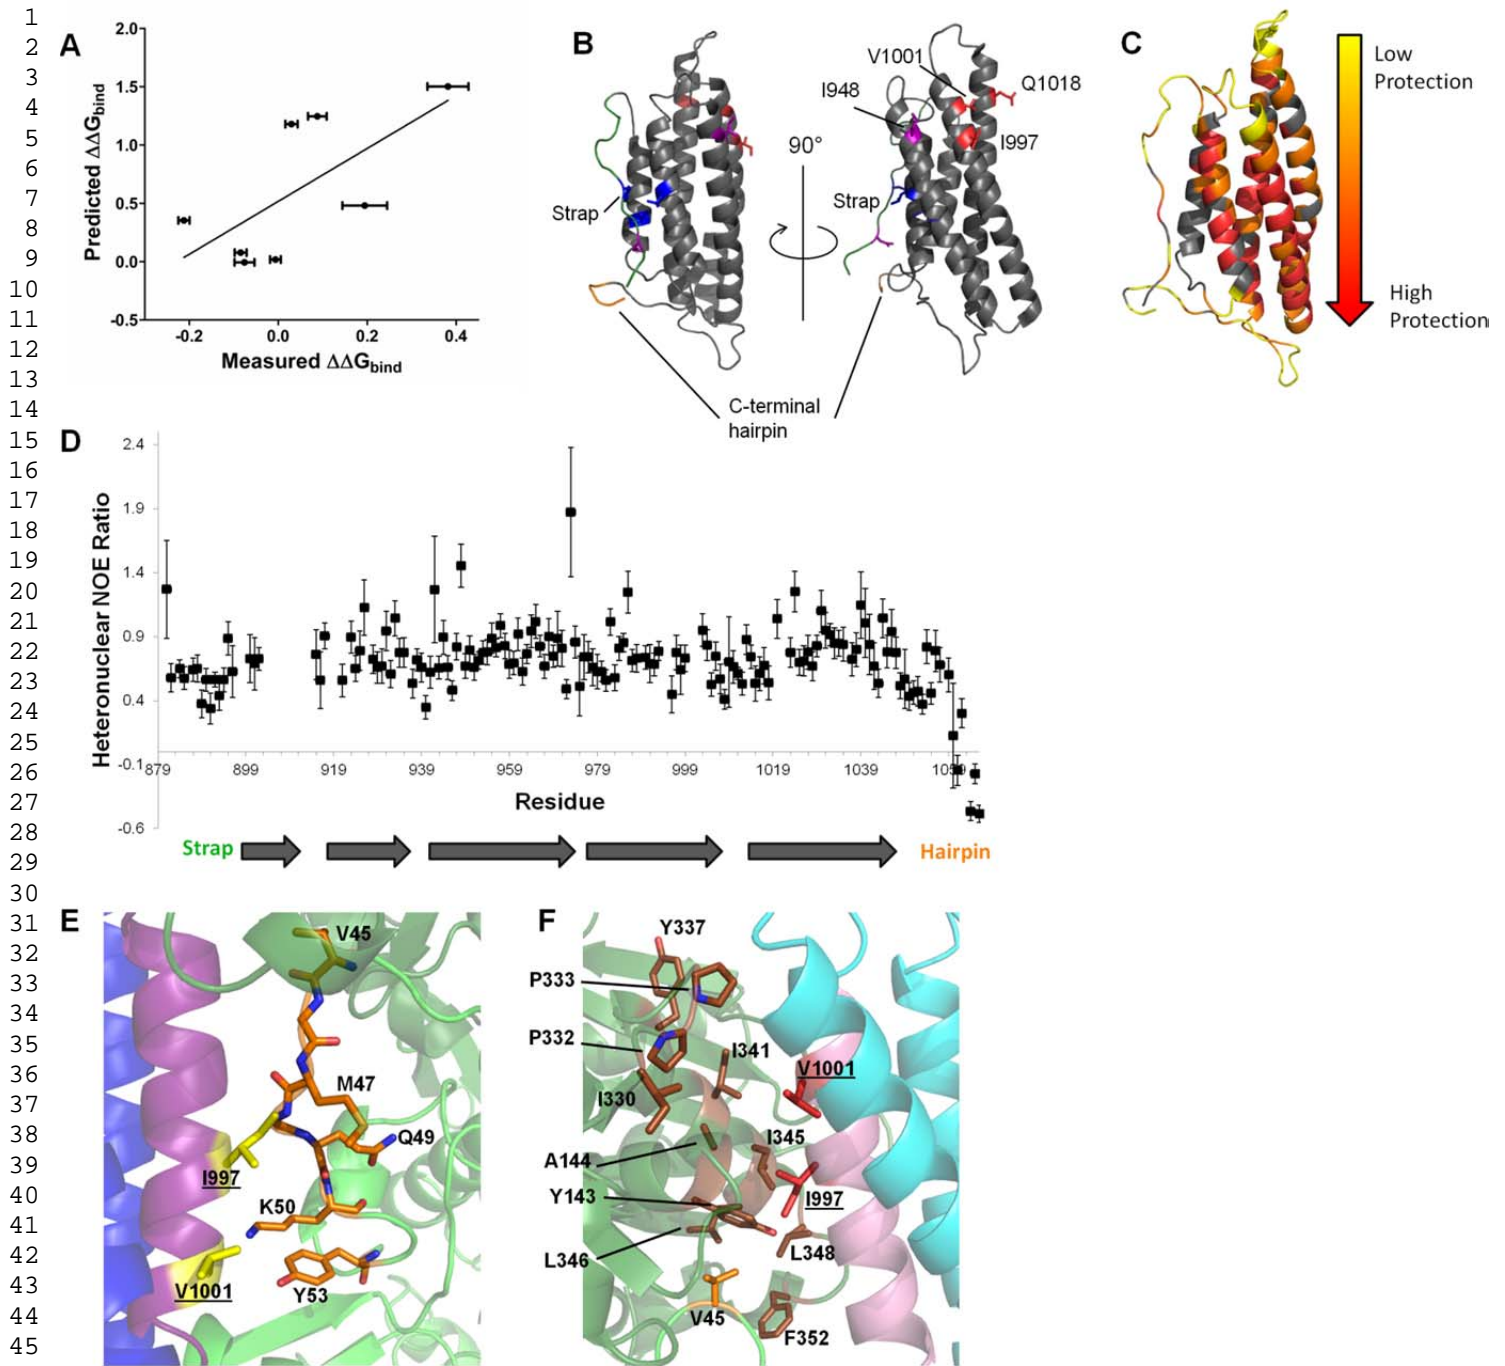 1
2
3
4
5
6
7
8
9
10
11
12
13
14
15
16
17
18
19
20
21
22
23
24
25
26
27
28
29
30
31
32
33
34
35
36
37
38
39
40
41
42
43
44
45
A
2.0
1.5
1.0
0.5
0.0
-0.5
Predicted ΔΔGbind
-0.2
0.0
0.2
0.4
Measured ΔΔGbind
B
Strap
90°
V1001
I948
Q1018
I997
Strap
C-terminal
hairpin
C
Low
Protection
High
Protection
D
2.4
1.9
1.4
0.9
0.4
-0.1
-0.6
Heteronuclear NOE Ratio
879
899
919
939
959
979
999
1019
1039
1059
Residue
Strap
Hairpin
E
V45
M47
Q49
I997
K50
V1001
Y53
F
Y337
P333
P332
I341
V1001
I330
I345
A144
Y143
I997
L346
L348
V45
F352